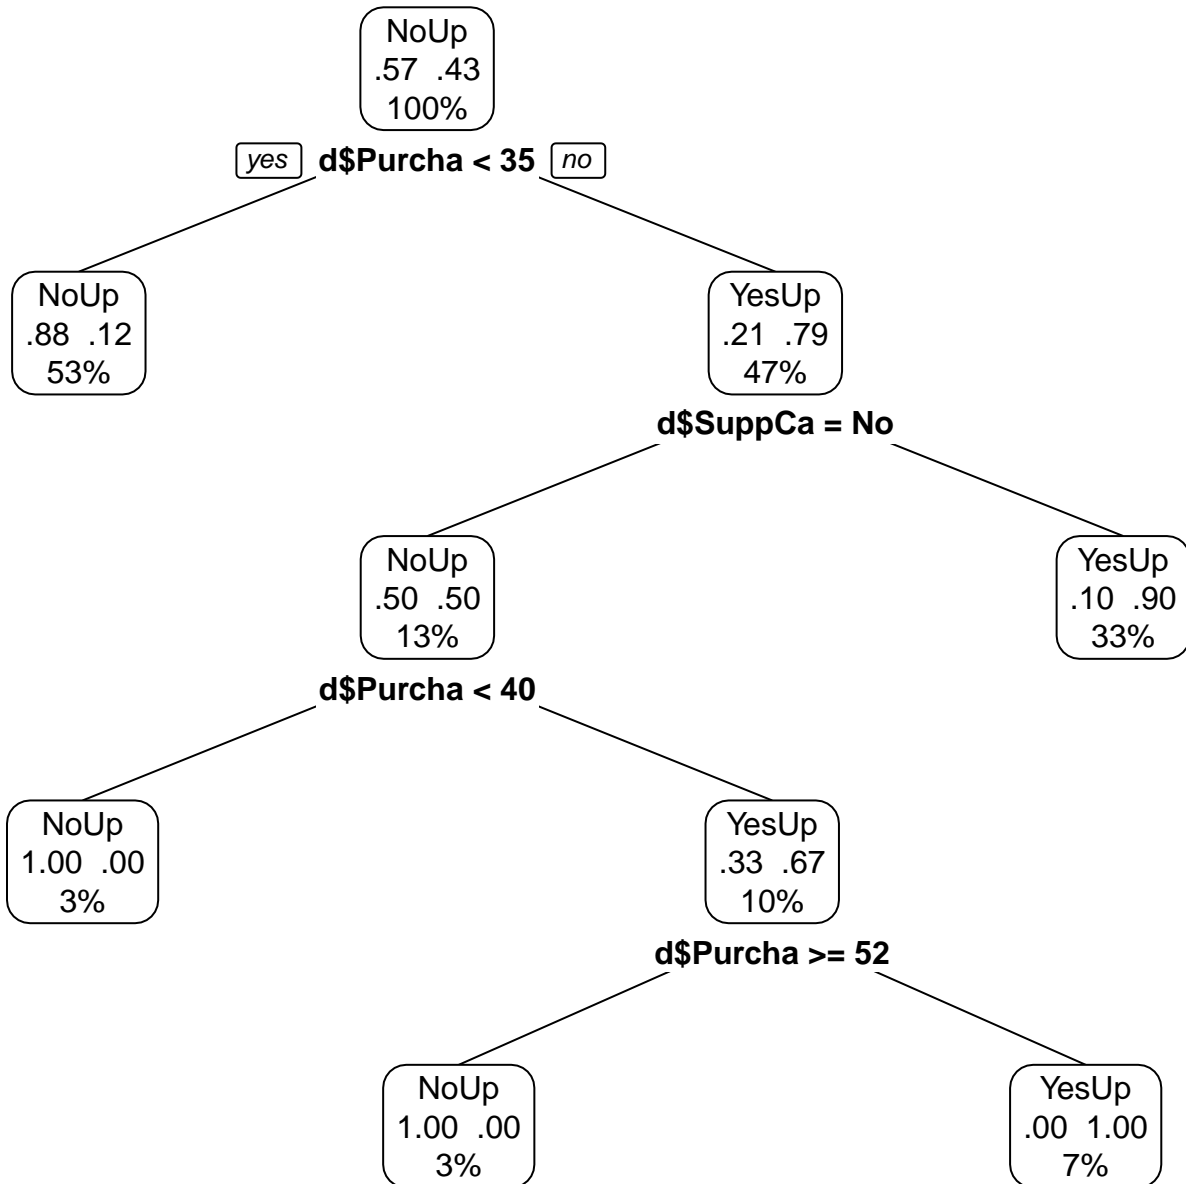 NoUp
.57 .43
100%
yes d$Purcha < 35 no
NoUp
.88 .12
53%
YesUp
.21 .79
47%
d$SuppCa = No
NoUp
.50 .50
13%
YesUp
.10 .90
33%
d$Purcha < 40
NoUp
1.00 .00
3%
YesUp
.33 .67
10%
d$Purcha >= 52
NoUp
1.00 .00
3%
YesUp
.00 1.00
7%